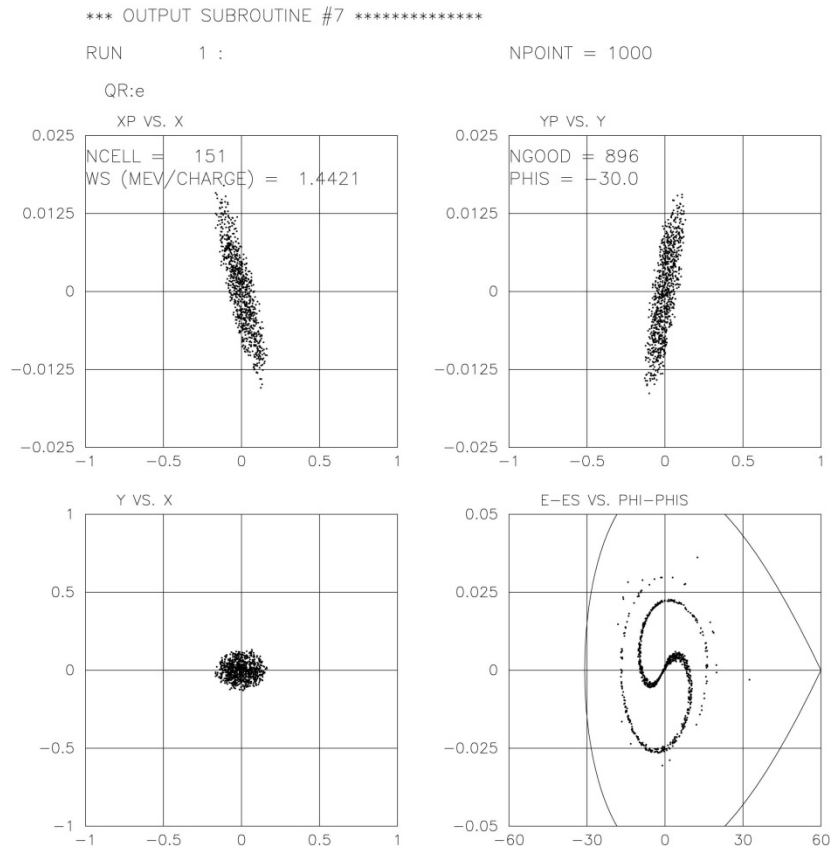 *** OUTPUT SUBROUTINE #7 **************
RUN 1 : NPOINT = 1000
QR:e
XP VS. X
NCELL = 151
WS (MEV/CHARGE) = 1.4421
0.025
0.0125
0
-0.0125
-0.025
-1 -0.5 0 0.5 1
YP VS. Y
NGOOD = 896
PHIS = -30.0
0.025
0.0125
0
-0.0125
-0.025
-1 -0.5 0 0.5 1
Y VS. X
1
0.5
0
-0.5
-1
-1 -0.5 0 0.5 1
E-ES VS. PHI-PHIS
0.05
0.025
0
-0.025
-0.05
-60 -30 0 30 60